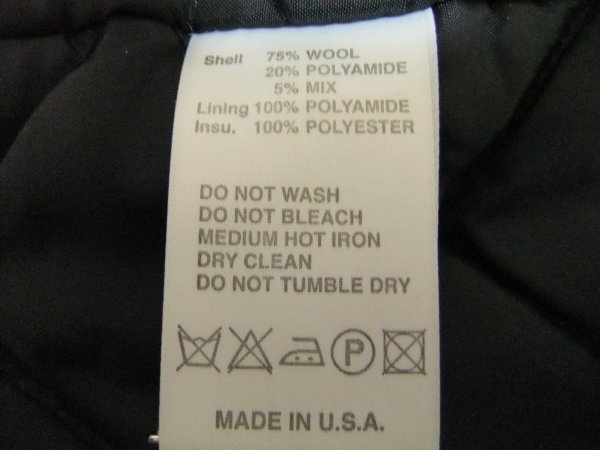 Shell 75% WOOL
20% POLYAMIDE
5% MIX
Lining 100% POLYAMIDE
Insu. 100% POLYESTER
DO NOT WASH
DO NOT BLEACH
MEDIUM HOT IRON
DRY CLEAN
DO NOT TUMBLE DRY
P
MADE IN U.S.A.